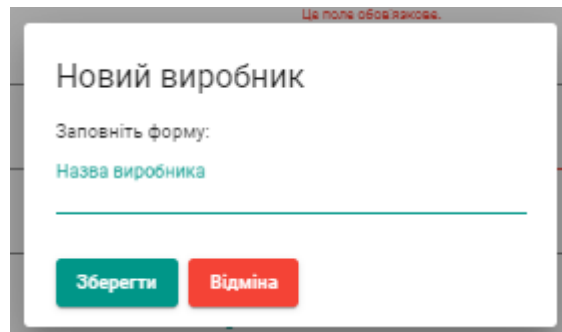 Це поле обов'язкове.
Новий виробник
Заповніть форму:
Назва виробника
Зберегти
Відміна